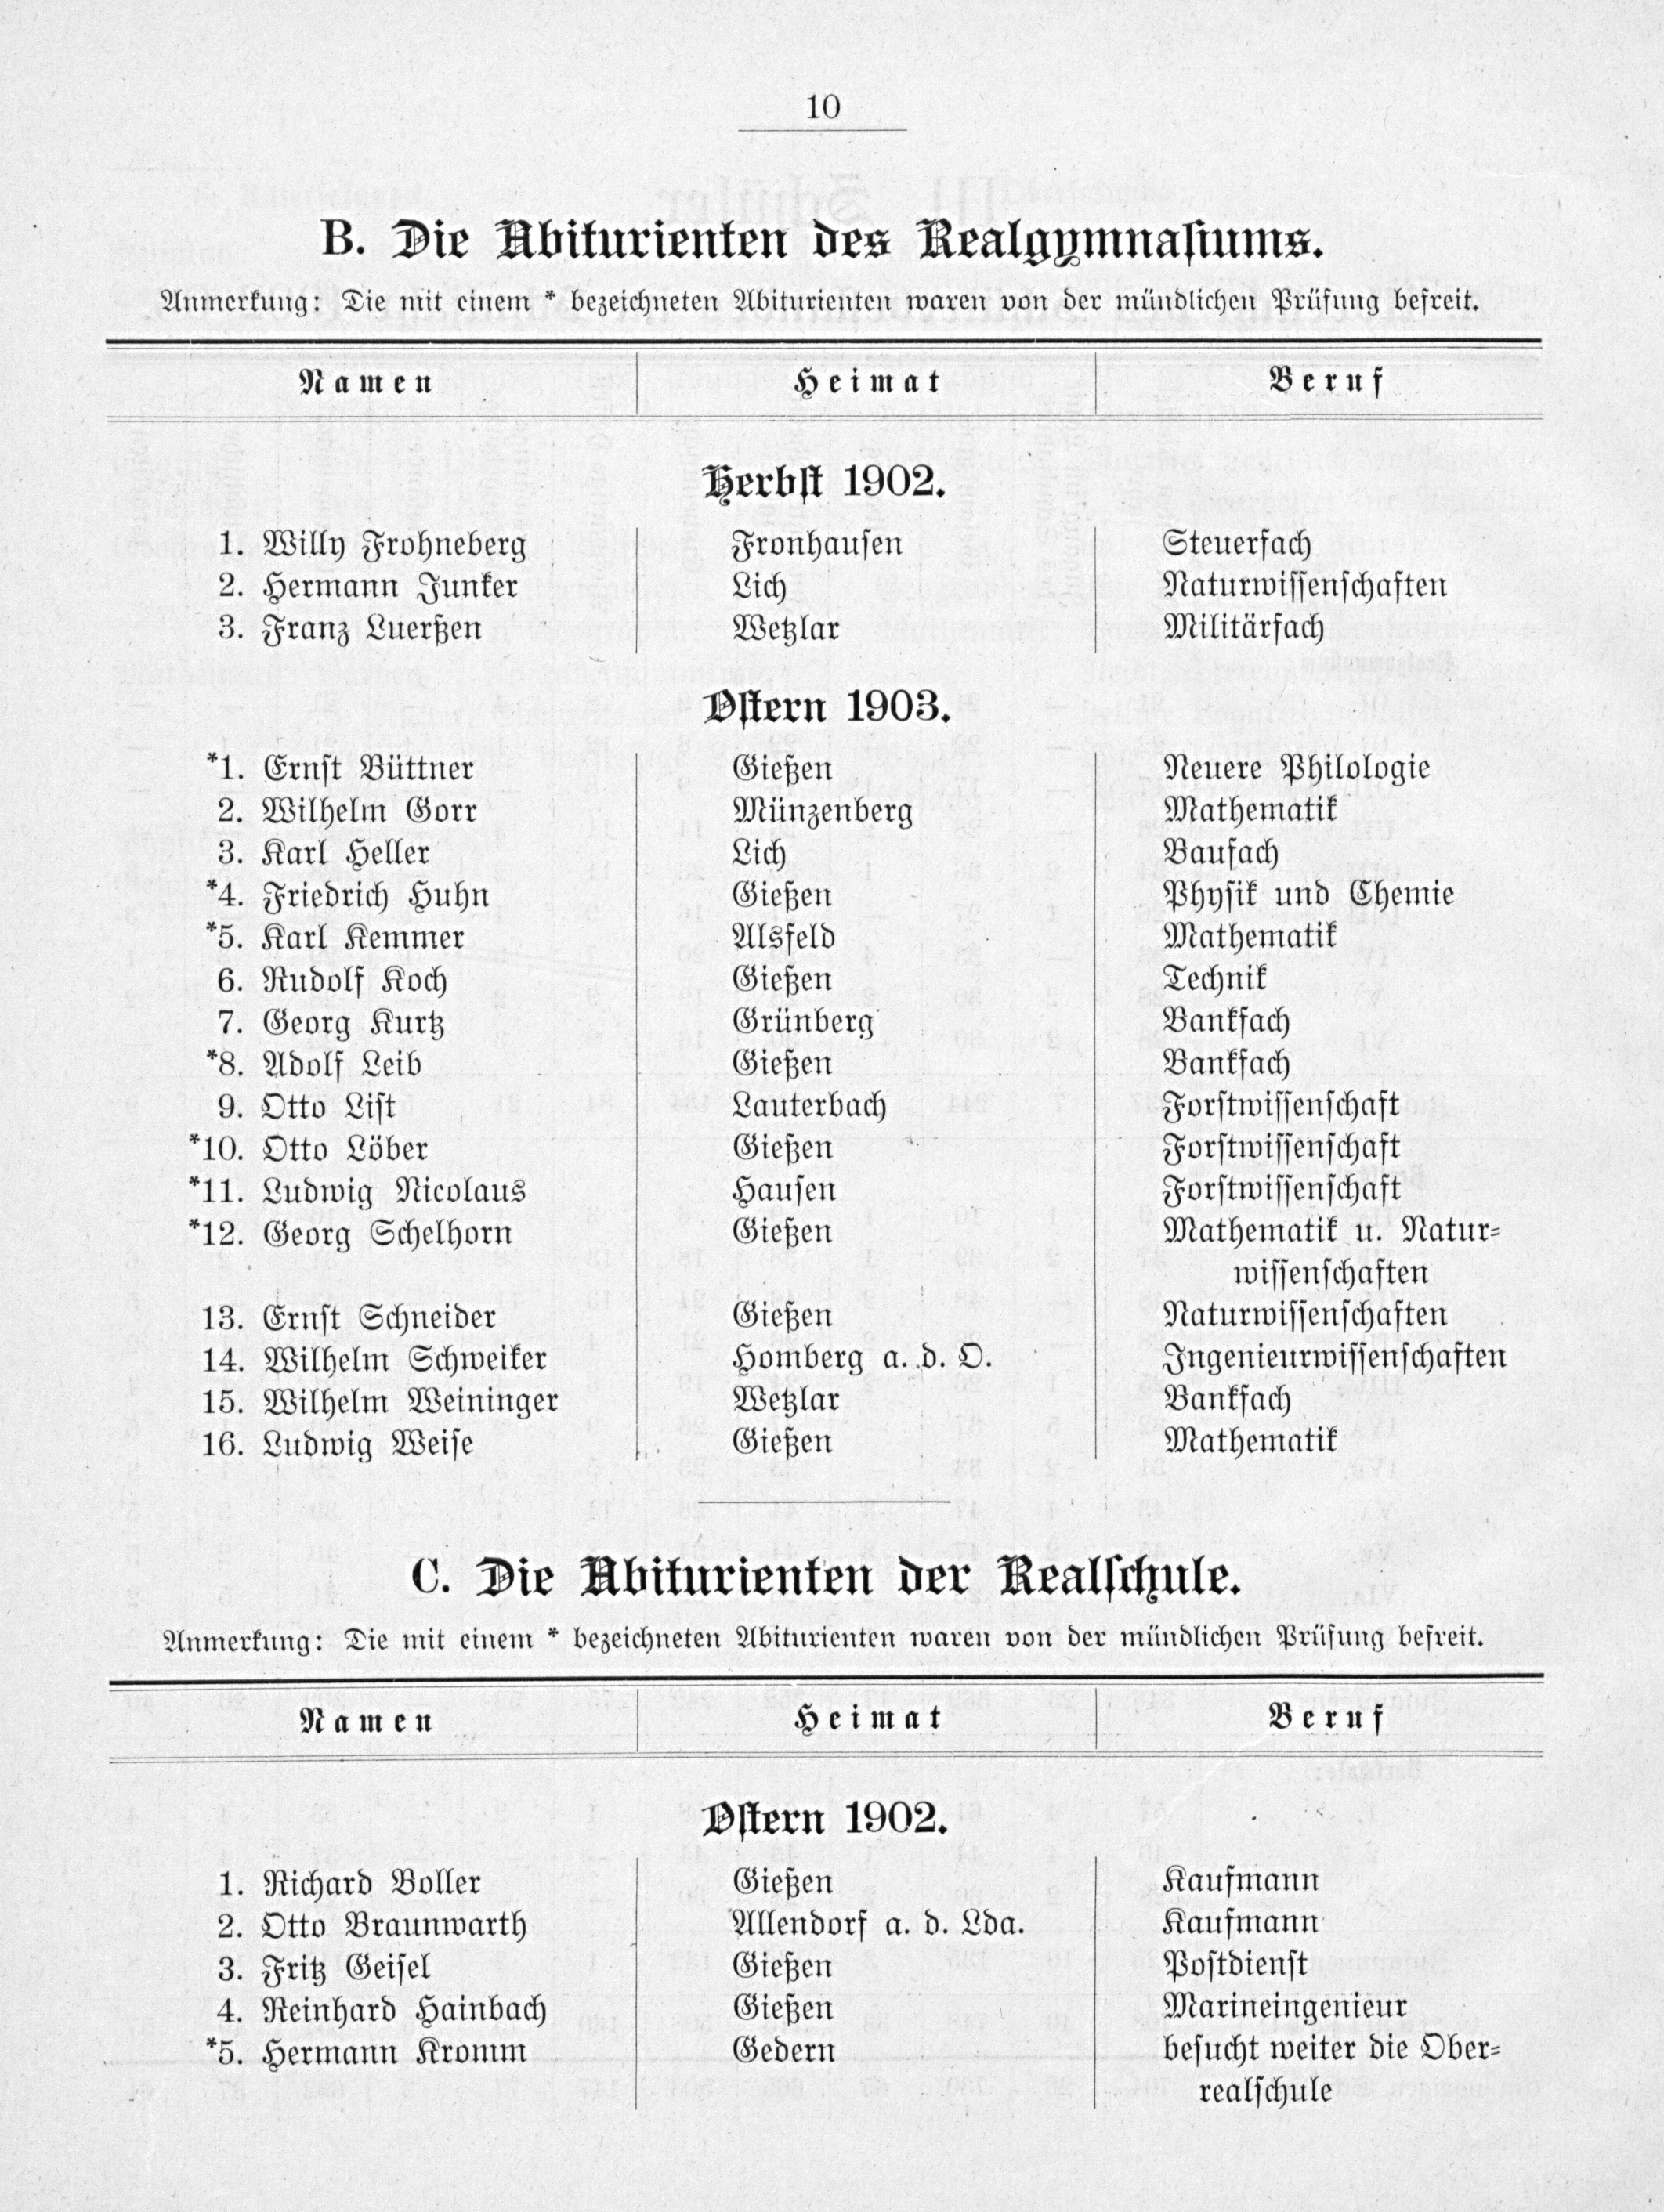 10
B. Die Abiturienten des Realgymnasiums.
Anmerkung: Die mit einem * bezeichneten Abiturienten waren von der mündlichen Prüfung befreit.
Namen Heimat Beruf
Herbst 1902.
1. Willy Frohneberg Fronhausen Steuerfach
2. Hermann Junker Lich Naturwissenschaften
3. Franz Luerßen Wetzlar Militärfach
Ostern 1903.
*1. Ernst Büttner Gießen Neuere Philologie
2. Wilhelm Gorr Münzenberg Mathematik
3. Karl Heller Lich Baufach
*4. Friedrich Huhn Gießen Physik und Chemie
*5. Karl Kemmer Alsfeld Mathematik
6. Rudolf Koch Gießen Technik
7. Georg Kurtz Grünberg Bankfach
*8. Adolf Leib Gießen Bankfach
9. Otto List Lauterbach Forstwissenschaft
*10. Otto Löber Gießen Forstwissenschaft
*11. Ludwig Nicolaus Hausen Forstwissenschaft
*12. Georg Schelhorn Gießen Mathematik u. Natur-
wissenschaften
13. Ernst Schneider Gießen Naturwissenschaften
14. Wilhelm Schweiker Homberg a. d. O. Ingenieurwissenschaften
15. Wilhelm Weininger Wetzlar Bankfach
16. Ludwig Weise Gießen Mathematik
C. Die Abiturienten der Realschule.
Anmerkung: Die mit einem * bezeichneten Abiturienten waren von der mündlichen Prüfung befreit.
Namen Heimat Beruf
Ostern 1902.
1. Richard Boller Gießen Kaufmann
2. Otto Braunwarth Allendorf a. d. Lda. Kaufmann
3. Fritz Geisel Gießen Postdienst
4. Reinhard Hainbach Gießen Marineingenieur
*5. Hermann Kromm Gedern besucht weiter die Ober-
realschule